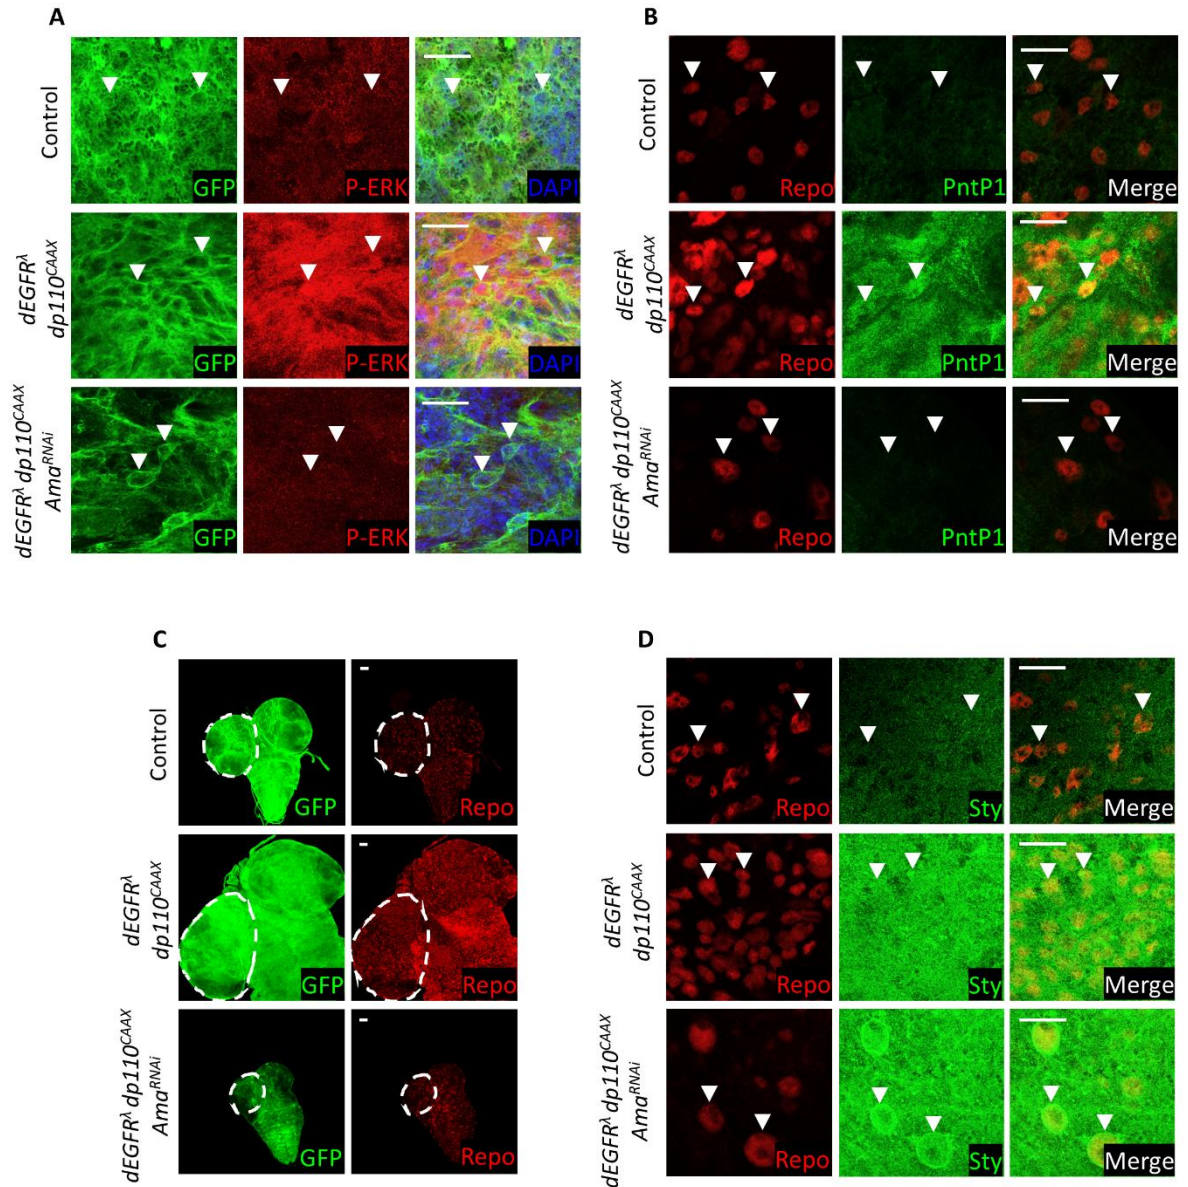 A
Control
GFP
P-ERK
DAPI
dEGFRλ
dp110CAAX
GFP
P-ERK
DAPI
dEGFRλ dp110CAAX
AmaRNAi
GFP
P-ERK
DAPI
B
Control
Repo
PntP1
Merge
dEGFRλ
dp110CAAX
Repo
PntP1
Merge
dEGFRλ dp110CAAX
AmaRNAi
Repo
PntP1
Merge
C
Control
GFP
Repo
dEGFRλ
dp110CAAX
GFP
Repo
dEGFRλ dp110CAAX
AmaRNAi
GFP
Repo
D
Control
Repo
Sty
Merge
dEGFRλ
dp110CAAX
Repo
Sty
Merge
dEGFRλ dp110CAAX
AmaRNAi
Repo
Sty
Merge